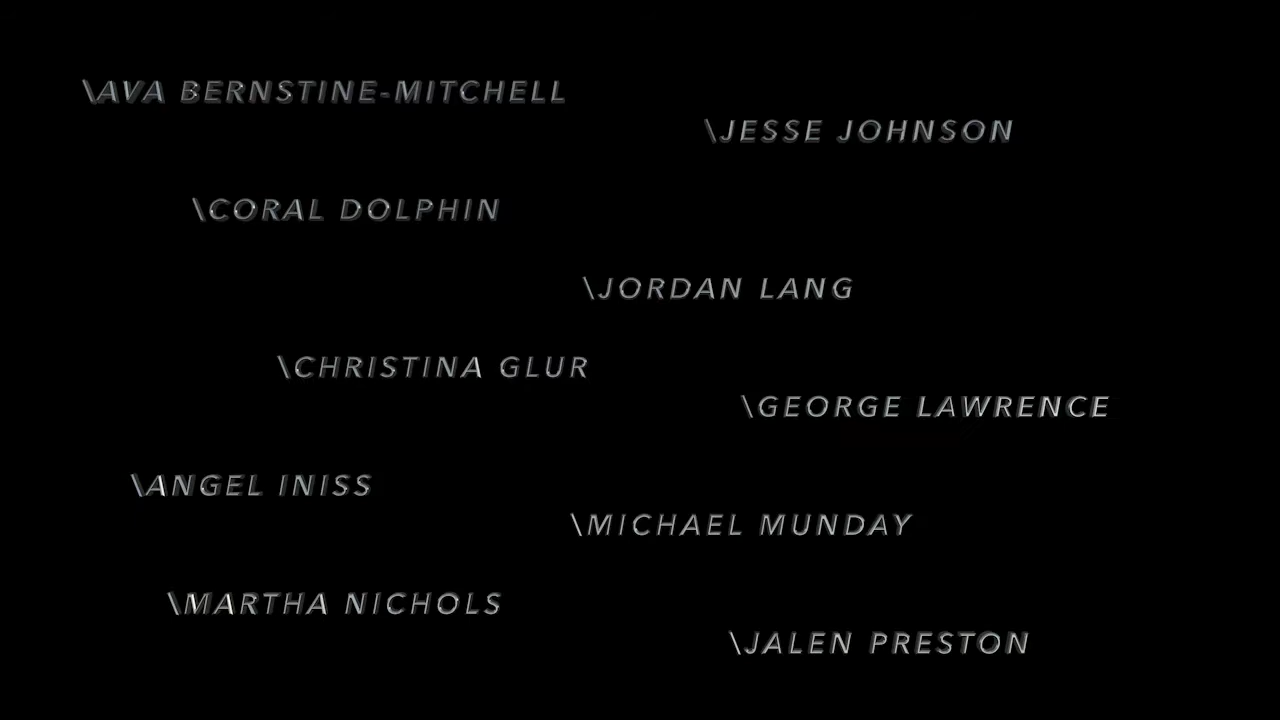 \AVA BERNSTINE-MITCHELL
\JESSE JOHNSON
\CORAL DOLPHIN
\JORDAN LANG
\CHRISTINA GLUR
\GEORGE LAWRENCE
\ANGEL INISS
\MICHAEL MUNDAY
\MARTHA NICHOLS
\JALEN PRESTON